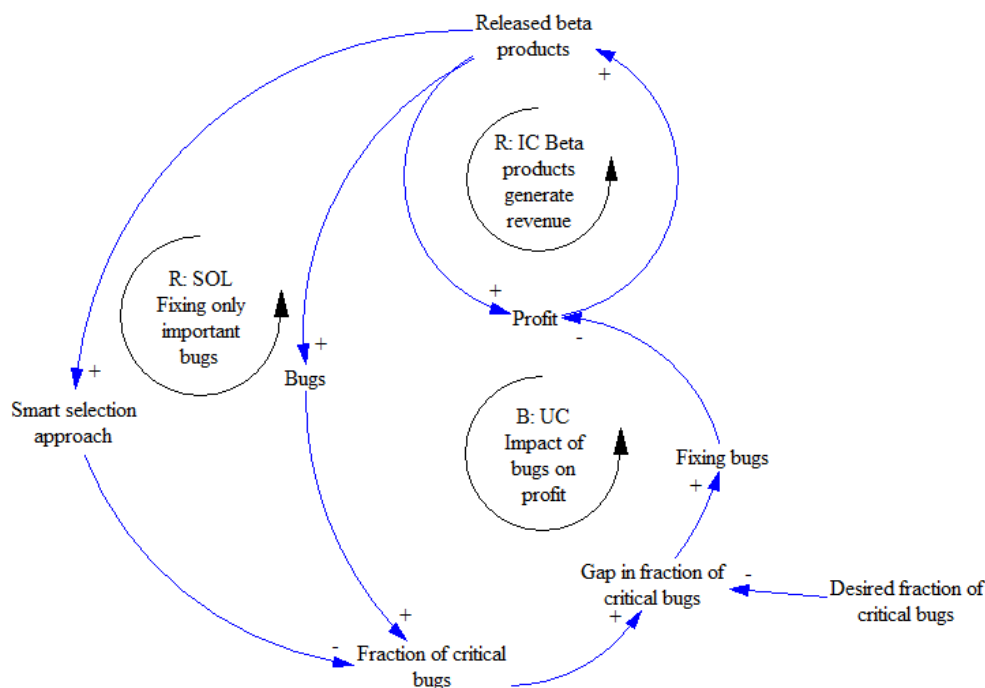 Released beta
products
+
R: IC Beta
products
generate
revenue
R: SOL
Fixing only
important
bugs
+
Profit
-
+
Bugs
+
Smart selection
approach
B: UC
Impact of
bugs on
profit
Fixing bugs
+
Gap in fraction of
critical bugs
-
Desired fraction of
critical bugs
+
+
-
Fraction of critical
bugs